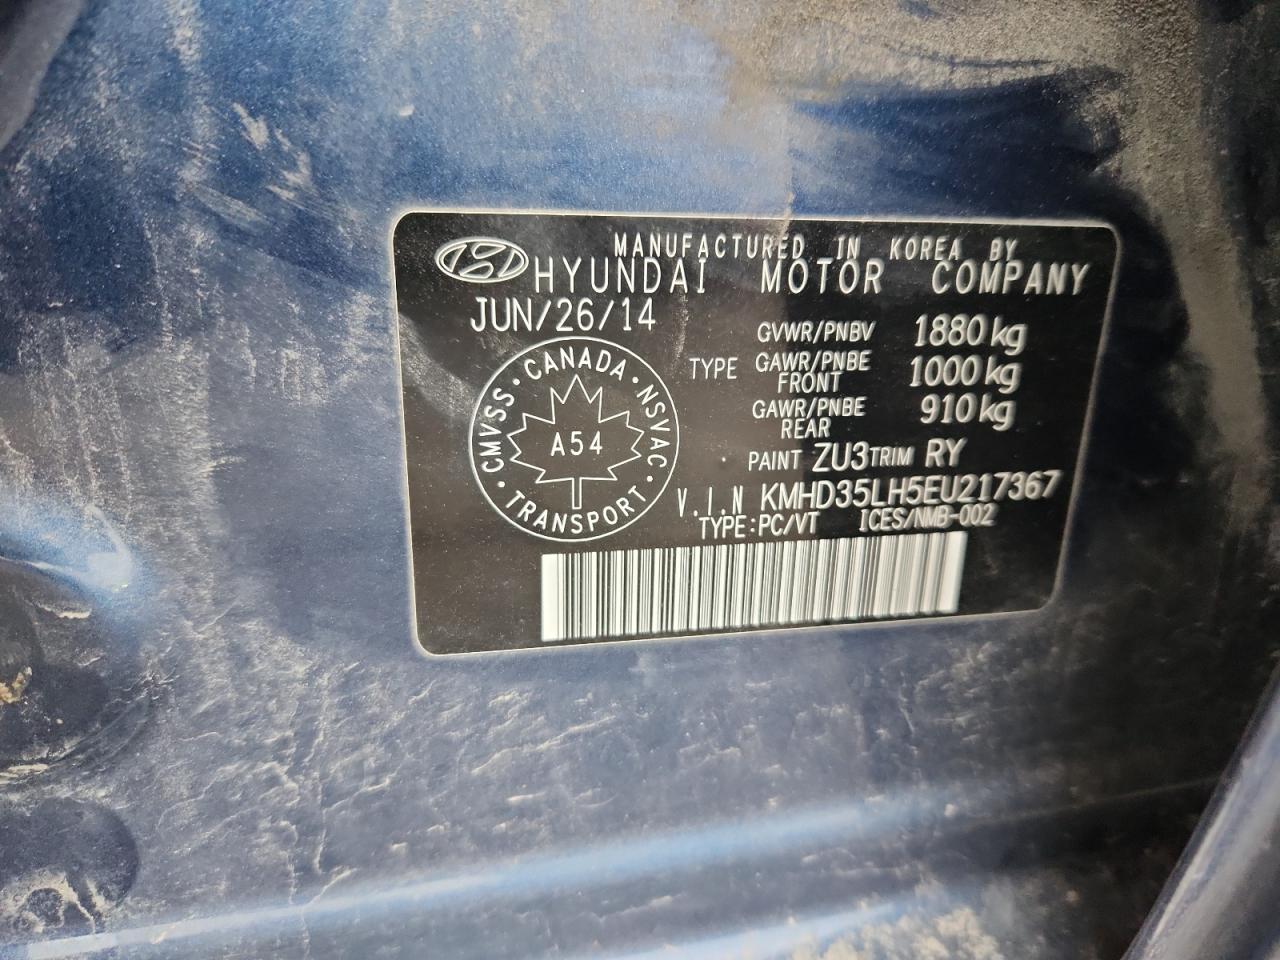 MANUFACTURED IN KOREA BY
HYUNDAI MOTOR COMPANY
JUN/26/14
GVWR/PNBV 1880 kg
TYPE GAWR/PNBE FRONT 1000 kg
GAWR/PNBE REAR 910 kg
CMVSS · CANADA · NSVAC · TRANSPORT ·
A54
PAINT ZU3 TRIM RY
V.I.N KMHD35LH5EU217367
TYPE:PC/VT ICES/NMB-002